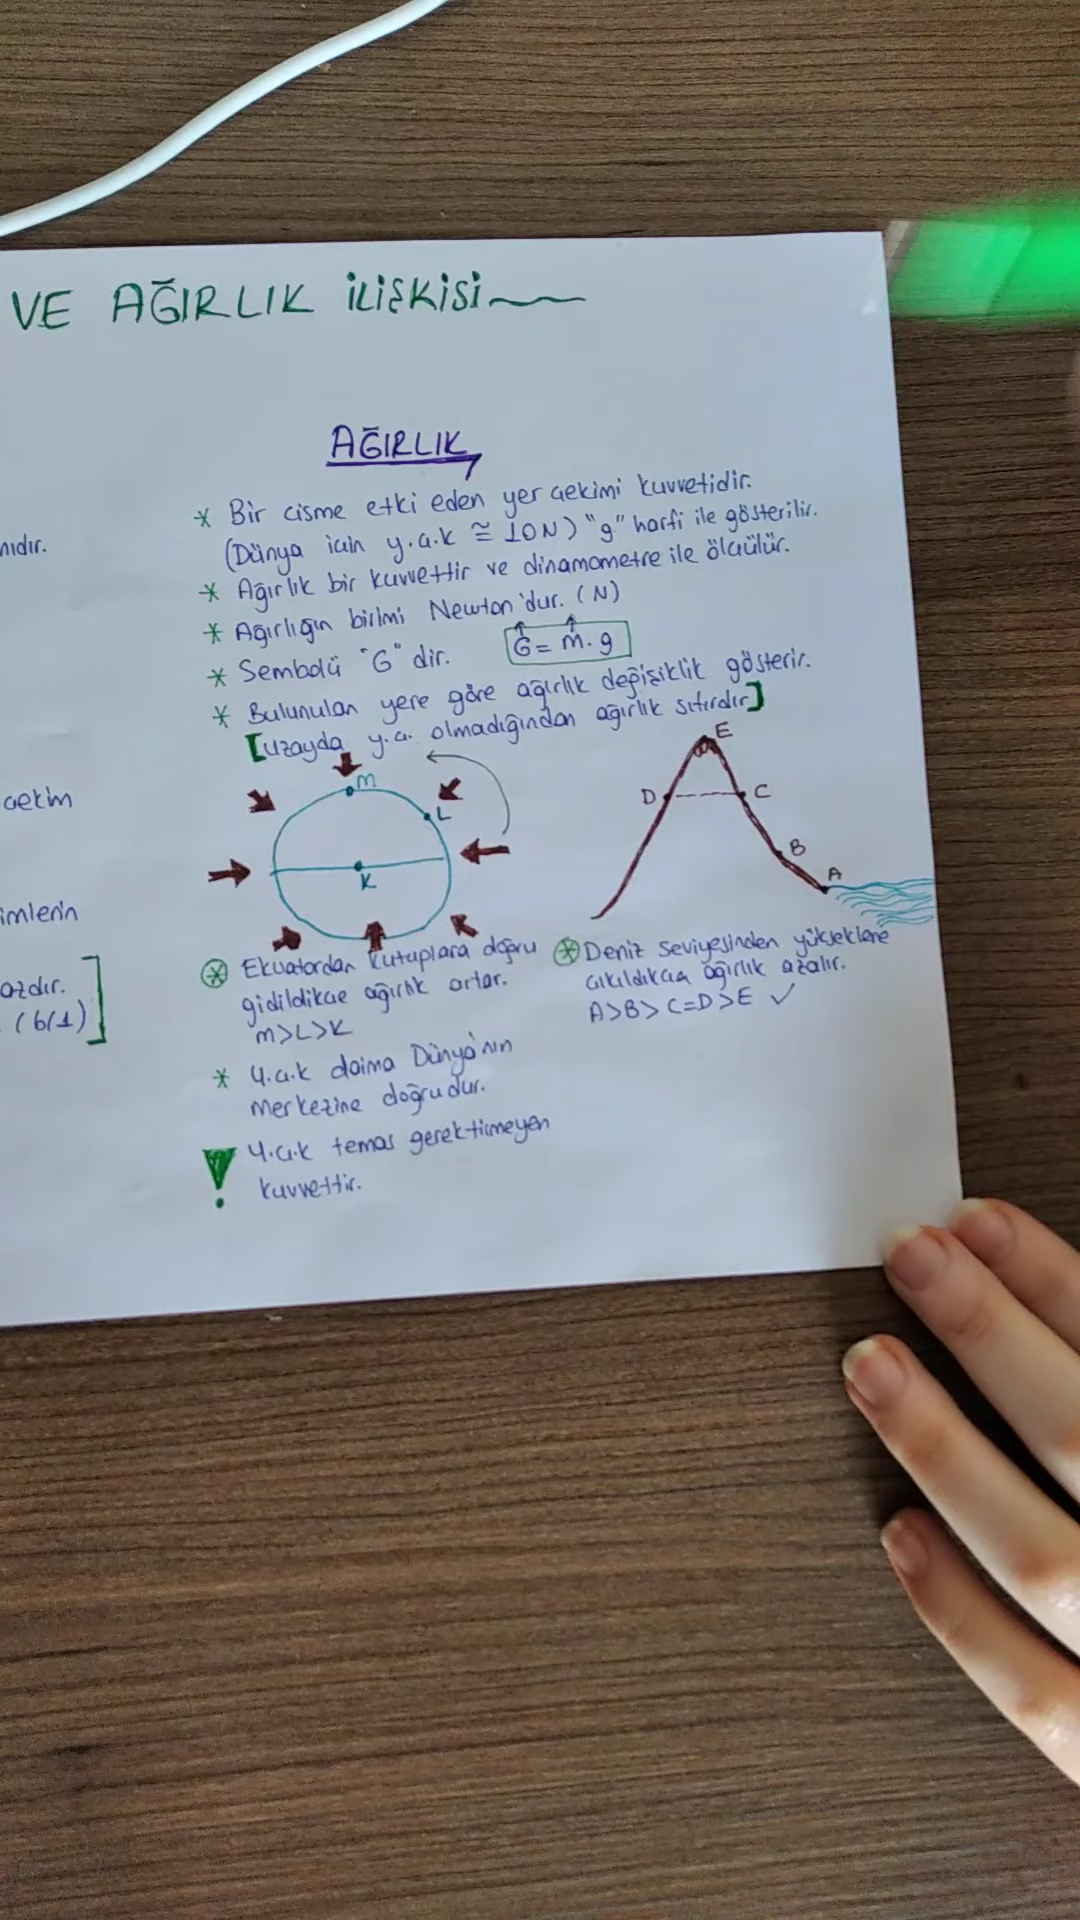 VE AĞIRLIK İLİŞKİSİ
AĞIRLIK
* Bir cisme etki eden yer çekimi kuvvetidir.
(Dünya için y.ç.k ≅ 10N) "g" harfi ile gösterilir.
* Ağırlık bir kuvvettir ve dinamometre ile ölçülür.
* Ağırlığın birimi Newton'dur. (N)
* Sembolü "G" dir.
G = m.g
* Bulunulan yere göre ağırlık değişiklik gösterir.
[uzayda y.ç. olmadığından ağırlık sıfırdır]
M
L
K
E
D
C
B
A
* Ekvatordan kutuplara doğru
gidildikçe ağırlık artar.
M>L>K
* Deniz seviyesinden yükseklere
çıkıldıkça ağırlık azalır.
A>B>C=D>E ✓
* Y.ç.k daima Dünya'nın
merkezine doğrudur.
! Y.ç.k temas gerektirmeyen
kuvvettir.
nıdır.
çekim
imlerin
azdır.
(6/1)]